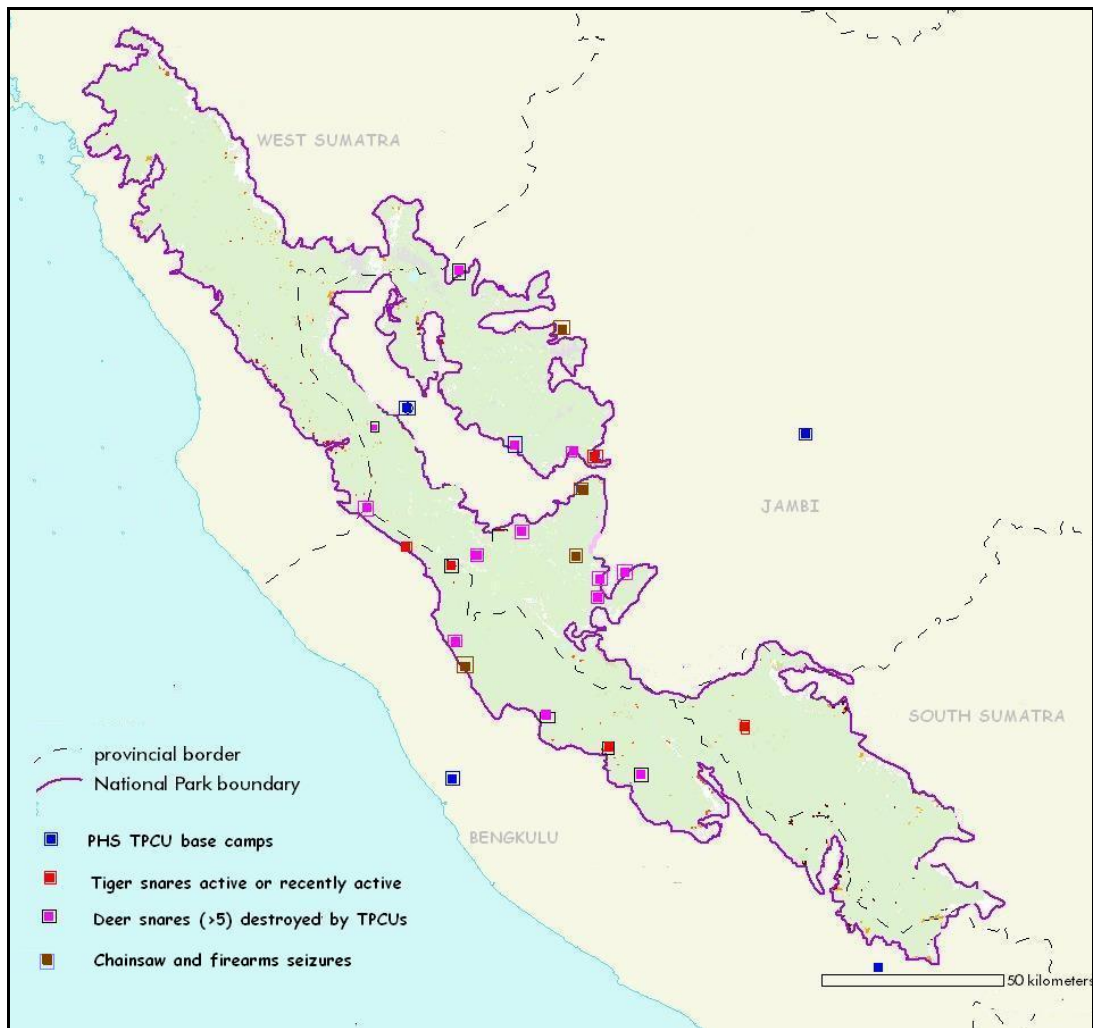 WEST SUMATRA
JAMBI
SOUTH SUMATRA
BENGKULU
provincial border
National Park boundary
PHS TPCU base camps
Tiger snares active or recently active
Deer snares (>5) destroyed by TPCUs
Chainsaw and firearms seizures
50 kilometers